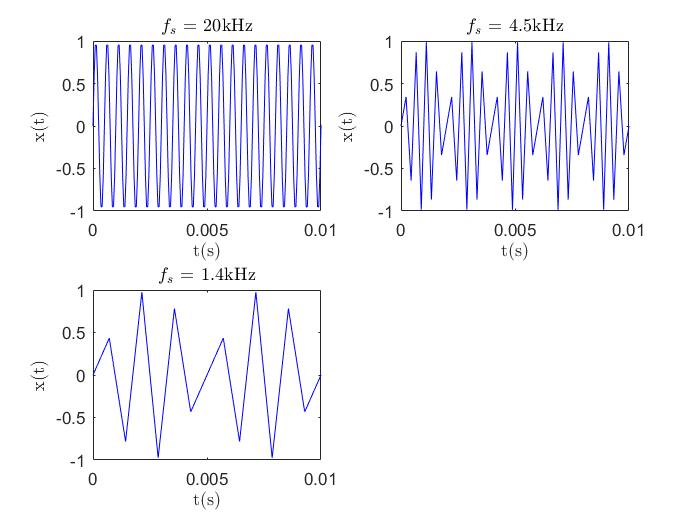 f_s = 20kHz
1
0.5
0
-0.5
-1
x(t)
0 0.005 0.01
t(s)
f_s = 4.5kHz
1
0.5
0
-0.5
-1
x(t)
0 0.005 0.01
t(s)
f_s = 1.4kHz
1
0.5
0
-0.5
-1
x(t)
0 0.005 0.01
t(s)